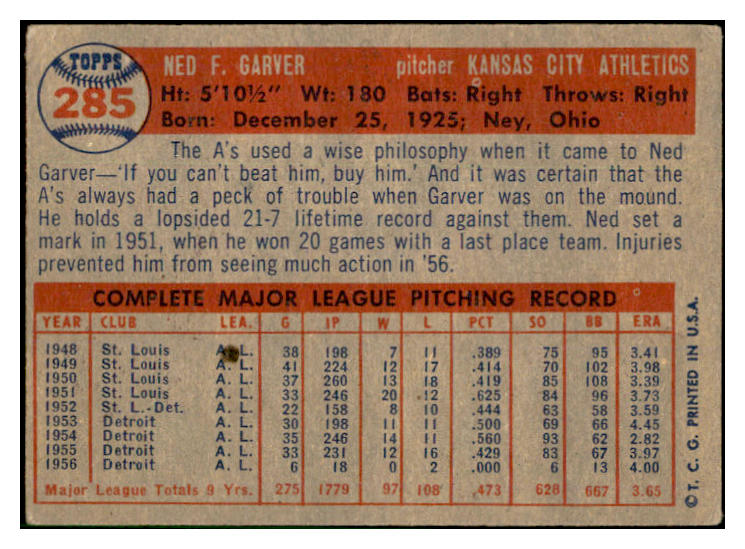 TOPPS
285
NED F. GARVER pitcher KANSAS CITY ATHLETICS
Ht: 5'10½" Wt: 180 Bats: Right Throws: Right
Born: December 25, 1925; Ney, Ohio
The A's used a wise philosophy when it came to Ned
Garver—'If you can't beat him, buy him.' And it was certain that the
A's always had a peck of trouble when Garver was on the mound.
He holds a lopsided 21-7 lifetime record against them. Ned set a
mark in 1951, when he won 20 games with a last place team. Injuries
prevented him from seeing much action in '56.
COMPLETE MAJOR LEAGUE PITCHING RECORD
YEAR CLUB LEA. G IP W L PCT SO BB ERA
1948 St. Louis A. L. 38 198 7 11 .389 75 95 3.41
1949 St. Louis A. L. 41 224 12 17 .414 70 102 3.98
1950 St. Louis A. L. 37 260 13 18 .419 85 108 3.39
1951 St. Louis A. L. 33 246 20 12 .625 84 96 3.73
1952 St. L.-Det. A. L. 22 158 8 10 .444 63 58 3.59
1953 Detroit A. L. 30 198 11 11 .500 69 66 4.45
1954 Detroit A. L. 35 246 14 11 .560 93 62 2.82
1955 Detroit A. L. 33 231 12 16 .429 83 67 3.97
1956 Detroit A. L. 6 18 0 2 .000 6 13 4.00
Major League Totals 9 Yrs. 275 1779 97 108 .473 628 667 3.65
© T. C. G. PRINTED IN U.S.A.